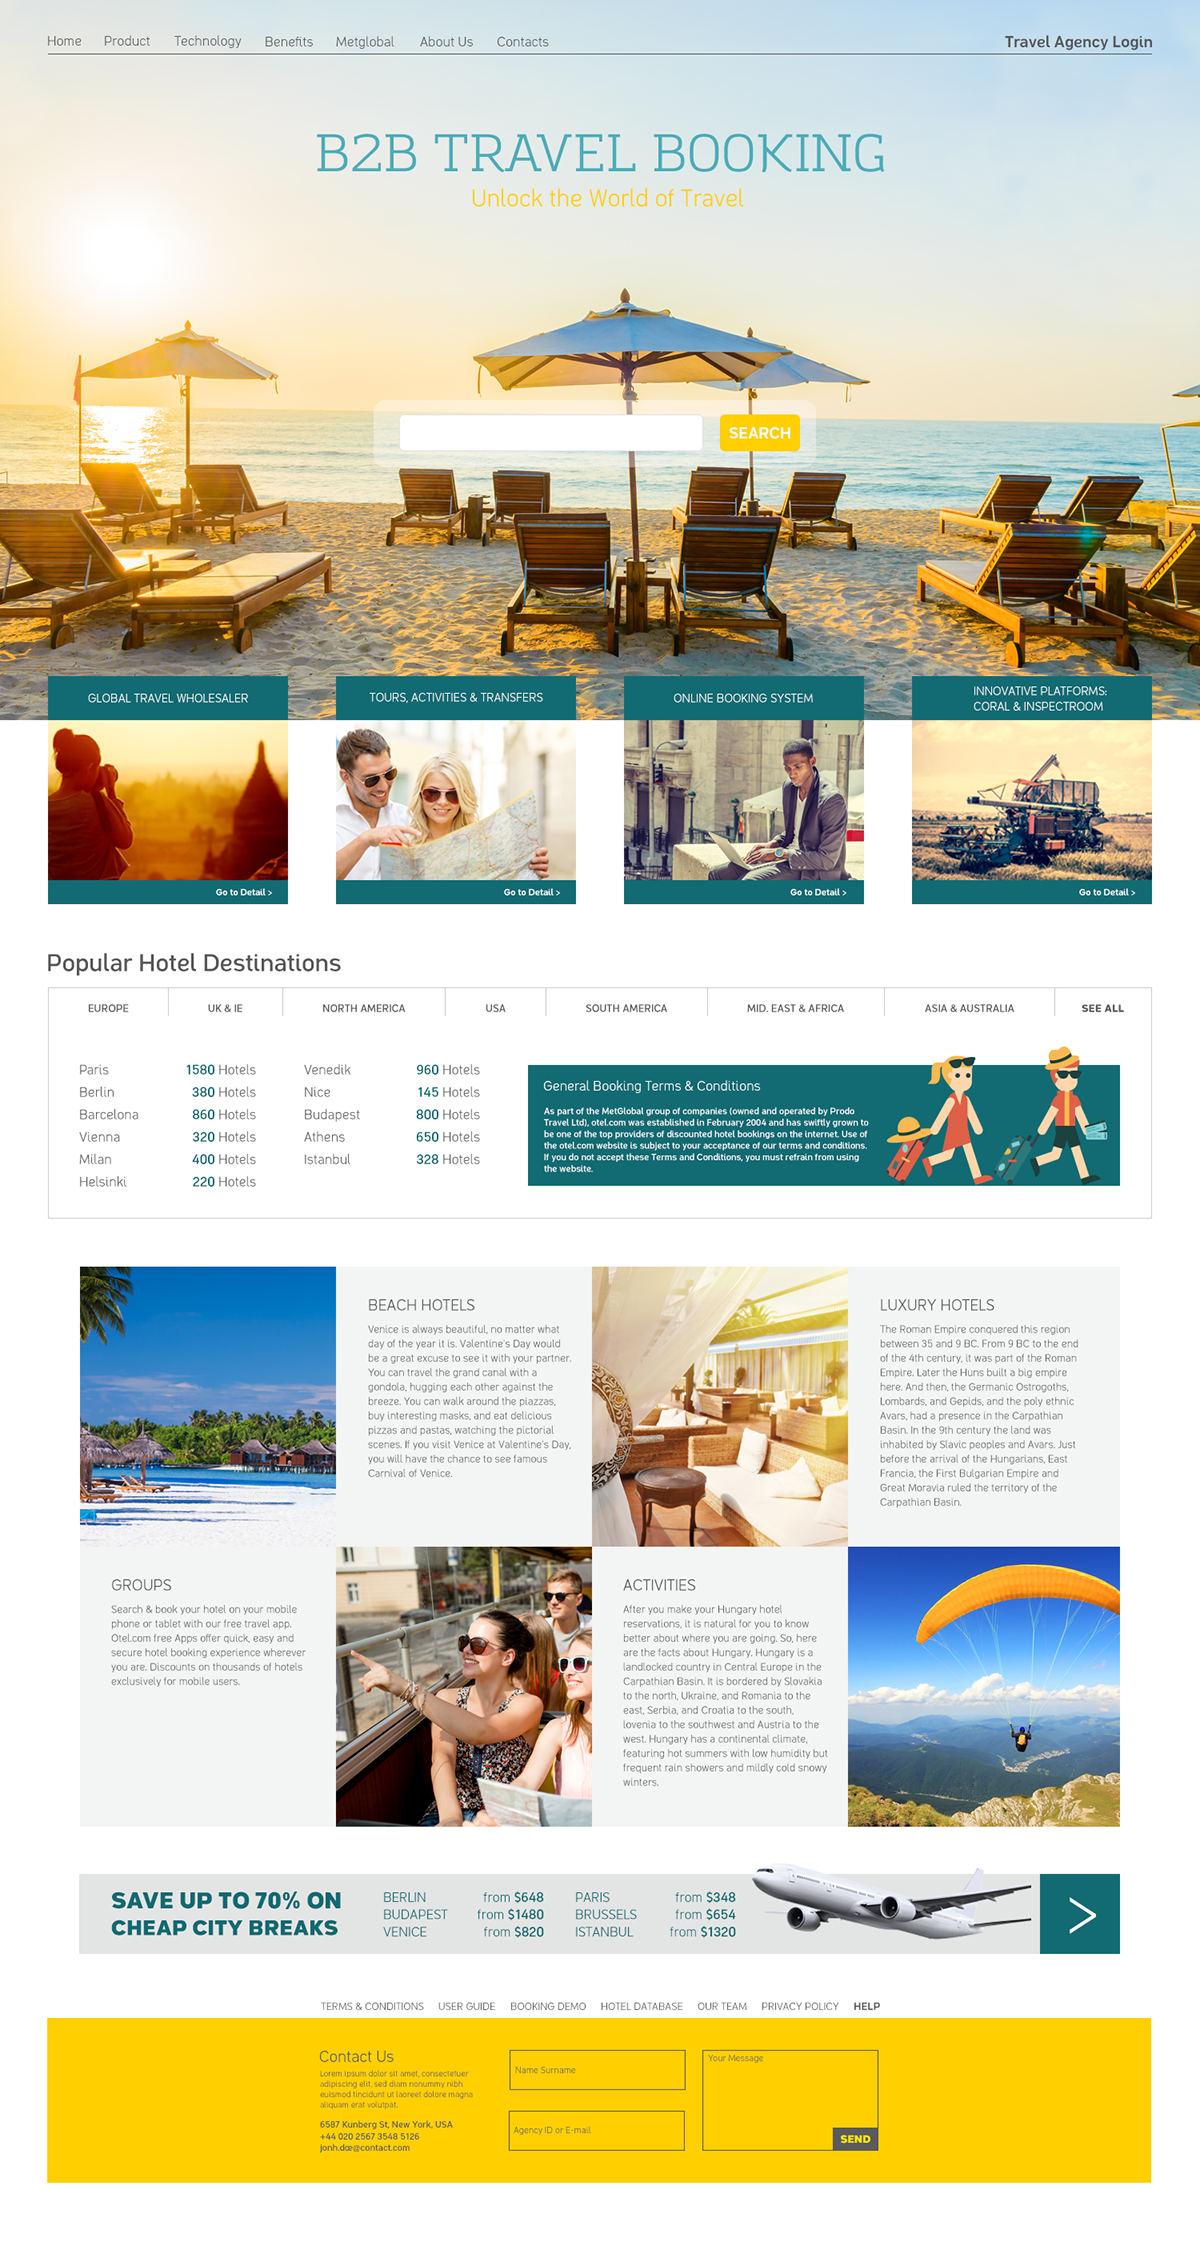 Home Product Technology Benefits Metglobal About Us Contacts Travel Agency Login
B2B TRAVEL BOOKING
Unlock the World of Travel
SEARCH
GLOBAL TRAVEL WHOLESALER
Go to Detail >
TOURS, ACTIVITIES & TRANSFERS
Go to Detail >
ONLINE BOOKING SYSTEM
Go to Detail >
INNOVATIVE PLATFORMS:
CORAL & INSPECTROOM
Go to Detail >
Popular Hotel Destinations
EUROPE UK & IE NORTH AMERICA USA SOUTH AMERICA MID. EAST & AFRICA ASIA & AUSTRALIA SEE ALL
Paris 1580 Hotels
Berlin 380 Hotels
Barcelona 860 Hotels
Vienna 320 Hotels
Milan 400 Hotels
Helsinki 220 Hotels
Venedik 960 Hotels
Nice 145 Hotels
Budapest 800 Hotels
Athens 650 Hotels
Istanbul 328 Hotels
General Booking Terms & Conditions
As part of the MetGlobal group of companies (owned and operated by Prodo
Travel Ltd), otel.com was established in February 2004 and has swiftly grown to
be one of the top providers of discounted hotel bookings on the internet. Use of
the otel.com website is subject to your acceptance of our terms and conditions.
If you do not accept these Terms and Conditions, you must refrain from using
the website.
BEACH HOTELS
Venice is always beautiful, no matter what
day of the year it is. Valentine's Day would
be a great excuse to see it with your partner.
You can travel the grand canal with a
gondola, hugging each other against the
breeze. You can walk around the piazzas,
buy interesting masks, and eat delicious
pizzas and pastas, watching the pictorial
scenes. If you visit Venice at Valentine's Day,
you will have the chance to see famous
Carnival of Venice.
LUXURY HOTELS
The Roman Empire conquered this region
between 35 and 9 BC. From 9 BC to the end
of the 4th century, it was part of the Roman
Empire. Later the Huns built a big empire
here. And then, the Germanic Ostrogoths,
Lombards, and Gepids, and the poly ethnic
Avars, had a presence in the Carpathian
Basin. In the 9th century the land was
inhabited by Slavic peoples and Avars. Just
before the arrival of the Hungarians, East
Francia, the First Bulgarian Empire and
Great Moravia ruled the territory of the
Carpathian Basin.
GROUPS
Search & book your hotel on your mobile
phone or tablet with our free travel app.
Otel.com free Apps offer quick, easy and
secure hotel booking experience wherever
you are. Discounts on thousands of hotels
exclusively for mobile users.
ACTIVITIES
After you make your Hungary hotel
reservations, it is natural for you to know
better about where you are going. So, here
are the facts about Hungary. Hungary is a
landlocked country in Central Europe in the
Carpathian Basin. It is bordered by Slovakia
to the north, Ukraine, and Romania to the
east, Serbia, and Croatia to the south,
lovenia to the southwest and Austria to the
west. Hungary has a continental climate,
featuring hot summers with low humidity but
frequent rain showers and mildly cold snowy
winters.
SAVE UP TO 70% ON
CHEAP CITY BREAKS
BERLIN from $648
BUDAPEST from $1480
VENICE from $820
PARIS from $348
BRUSSELS from $654
ISTANBUL from $1320
>
TERMS & CONDITIONS USER GUIDE BOOKING DEMO HOTEL DATABASE OUR TEAM PRIVACY POLICY HELP
Contact Us
Lorem ipsum dolor sit amet, consectetuer
adipiscing elit, sed diam nonummy nibh
euismod tincidunt ut laoreet dolore magna
aliquam erat volutpat.
6587 Kunberg St, New York, USA
+44 020 2567 3548 5126
jonh.dœ@contact.com
Name Surname
Agency ID or E-mail
Your Message
SEND